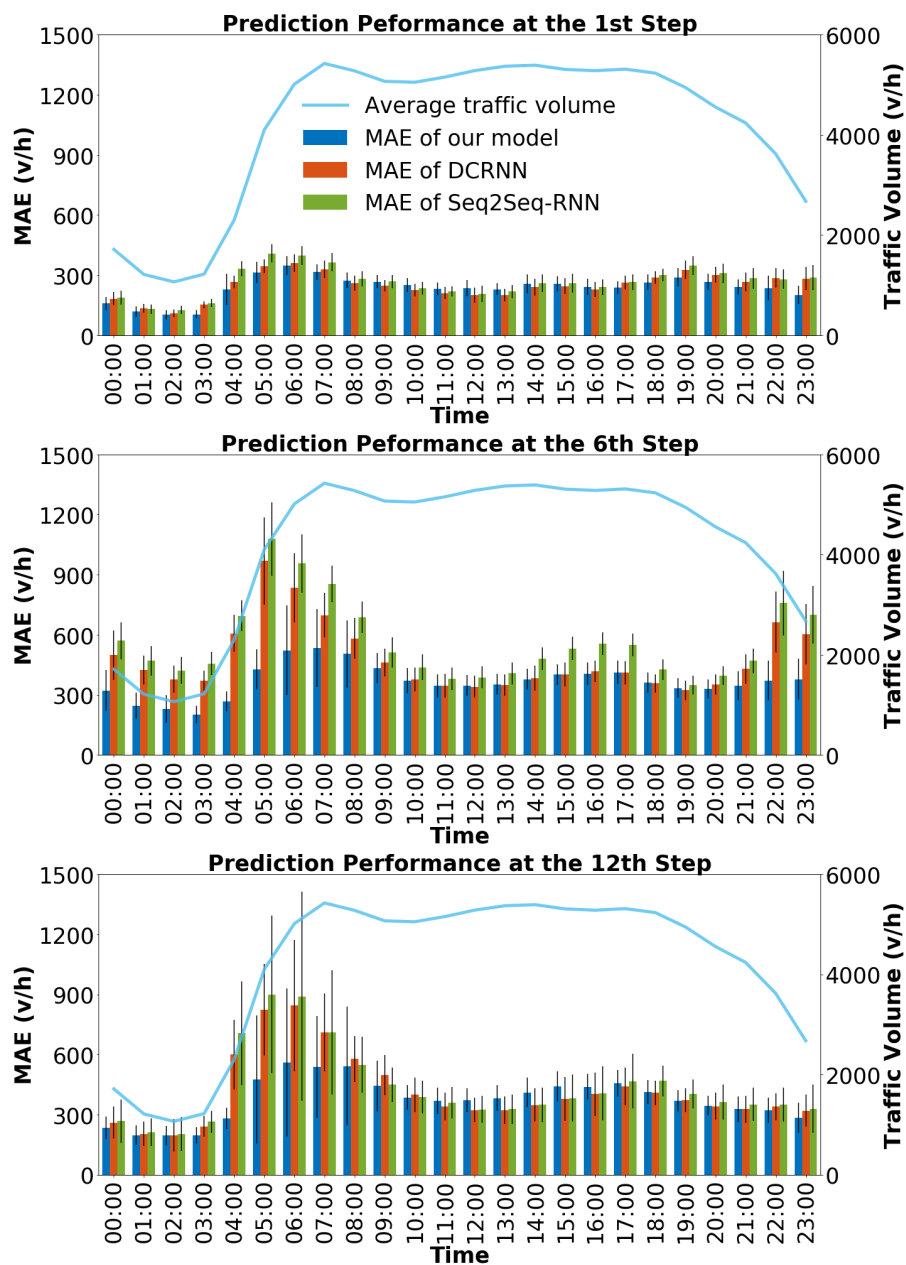 Prediction Peformance at the 1st Step
1500
1200
900
600
300
0
MAE (v/h)
6000
4000
2000
0
Traffic Volume (v/h)
Average traffic volume
MAE of our model
MAE of DCRNN
MAE of Seq2Seq-RNN
00:00 01:00 02:00 03:00 04:00 05:00 06:00 07:00 08:00 09:00 10:00 11:00 12:00 13:00 14:00 15:00 16:00 17:00 18:00 19:00 20:00 21:00 22:00 23:00
Time
Prediction Peformance at the 6th Step
1500
1200
900
600
300
0
MAE (v/h)
6000
4000
2000
0
Traffic Volume (v/h)
00:00 01:00 02:00 03:00 04:00 05:00 06:00 07:00 08:00 09:00 10:00 11:00 12:00 13:00 14:00 15:00 16:00 17:00 18:00 19:00 20:00 21:00 22:00 23:00
Time
Prediction Performance at the 12th Step
1500
1200
900
600
300
0
MAE (v/h)
6000
4000
2000
0
Traffic Volume (v/h)
00:00 01:00 02:00 03:00 04:00 05:00 06:00 07:00 08:00 09:00 10:00 11:00 12:00 13:00 14:00 15:00 16:00 17:00 18:00 19:00 20:00 21:00 22:00 23:00
Time